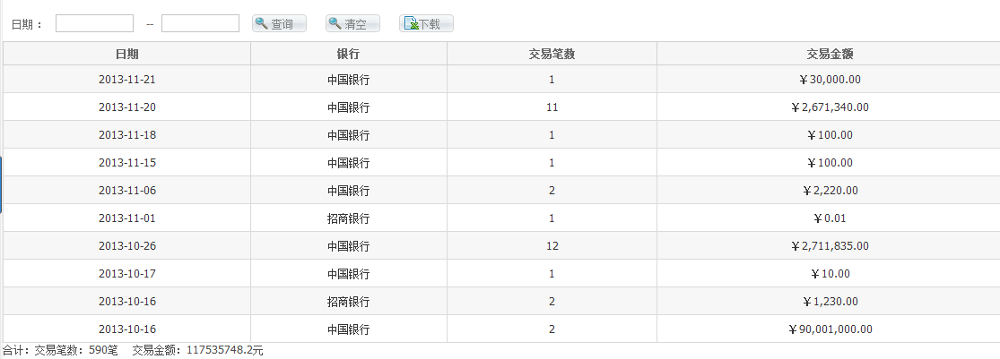 日期： -- 查询 清空 下载
日期 银行 交易笔数 交易金额
2013-11-21 中国银行 1 ￥30,000.00
2013-11-20 中国银行 11 ￥2,671,340.00
2013-11-18 中国银行 1 ￥100.00
2013-11-15 中国银行 1 ￥100.00
2013-11-06 中国银行 2 ￥2,220.00
2013-11-01 招商银行 1 ￥0.01
2013-10-26 中国银行 12 ￥2,711,835.00
2013-10-17 中国银行 1 ￥10.00
2013-10-16 招商银行 2 ￥1,230.00
2013-10-16 中国银行 2 ￥90,001,000.00
合计：交易笔数：590笔 交易金额：117535748.2元